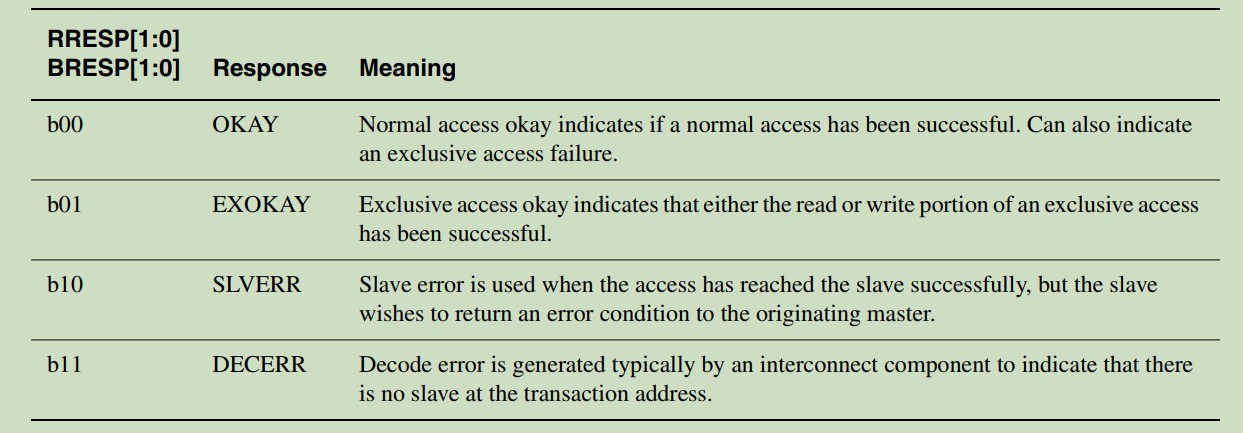 RRESP[1:0]
BRESP[1:0] Response Meaning
b00 OKAY Normal access okay indicates if a normal access has been successful. Can also indicate
an exclusive access failure.
b01 EXOKAY Exclusive access okay indicates that either the read or write portion of an exclusive access
has been successful.
b10 SLVERR Slave error is used when the access has reached the slave successfully, but the slave
wishes to return an error condition to the originating master.
b11 DECERR Decode error is generated typically by an interconnect component to indicate that there
is no slave at the transaction address.